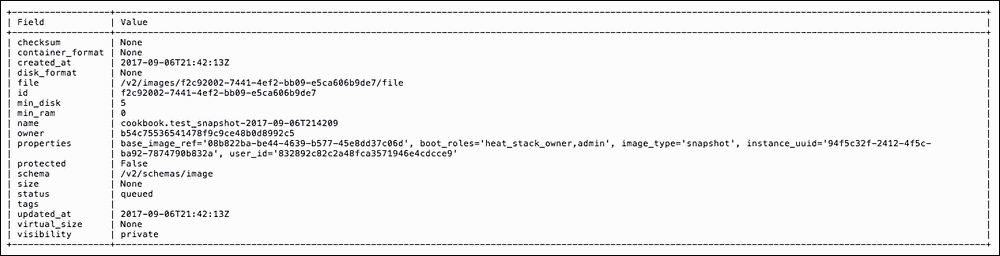 Field | Value
checksum | None
container_format | None
created_at | 2017-09-06T21:42:13Z
disk_format | None
file | /v2/images/f2c92002-7441-4ef2-bb09-e5ca606b9de7/file
id | f2c92002-7441-4ef2-bb09-e5ca606b9de7
min_disk | 5
min_ram | 0
name | cookbook.test_snapshot-2017-09-06T214209
owner | b54c75536541478f9c9ce48b0d8992c5
properties | base_image_ref='08b822ba-be44-4639-b577-45e8dd37c06d', boot_roles='heat_stack_owner,admin', image_type='snapshot', instance_uuid='94f5c32f-2412-4f5c-
| ba92-7874790b832a', user_id='832892c82c2a48fca3571946e4cdcce9'
protected | False
schema | /v2/schemas/image
size | None
status | queued
tags |
updated_at | 2017-09-06T21:42:13Z
virtual_size | None
visibility | private